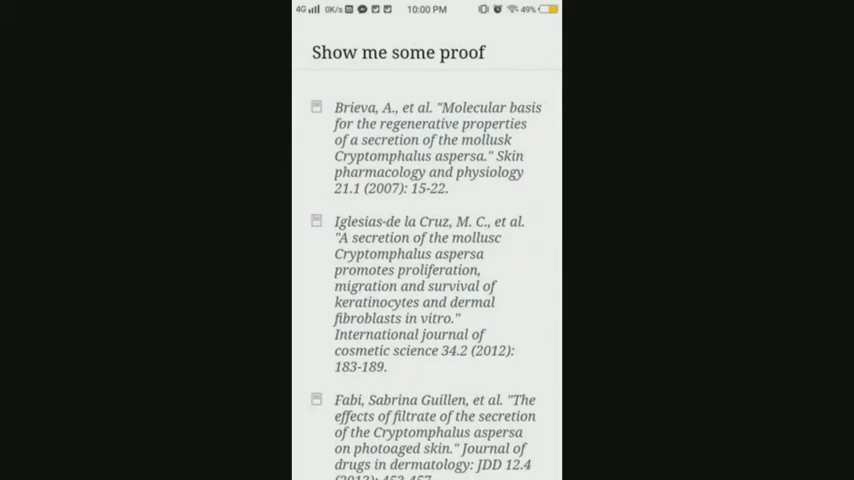 4G 0K/s 10:00 PM 49%
Show me some proof
Brieva, A., et al. "Molecular basis
for the regenerative properties
of a secretion of the mollusk
Cryptomphalus aspersa." Skin
pharmacology and physiology
21.1 (2007): 15-22.
Iglesias-de la Cruz, M. C., et al.
"A secretion of the mollusc
Cryptomphalus aspersa
promotes proliferation,
migration and survival of
keratinocytes and dermal
fibroblasts in vitro."
International journal of
cosmetic science 34.2 (2012):
183-189.
Fabi, Sabrina Guillen, et al. "The
effects of filtrate of the secretion
of the Cryptomphalus aspersa
on photoaged skin." Journal of
drugs in dermatology: JDD 12.4
(2013): 453-457.